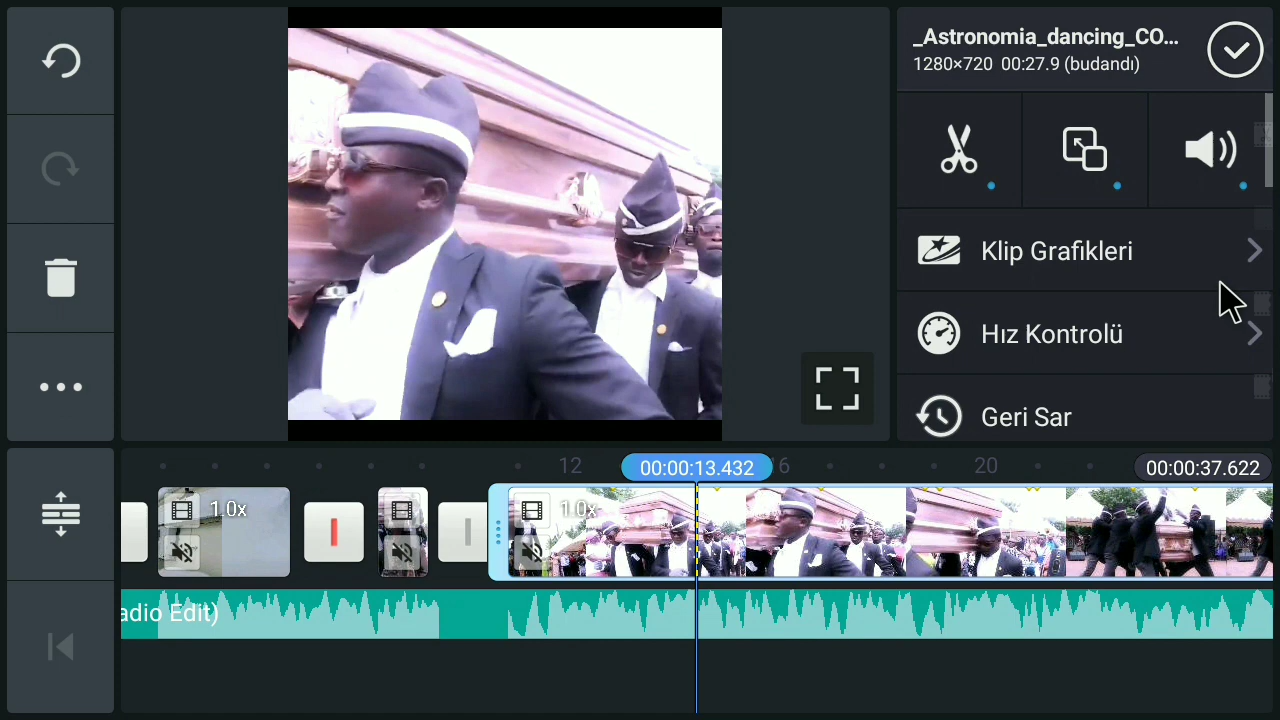 _Astronomia_dancing_CO...
1280×720 00:27.9 (budandı)
Klip Grafikleri
Hız Kontrolü
Geri Sar
12
00:00:13.432
16
20
00:00:37.622
1.0x
1.0x
adio Edit)